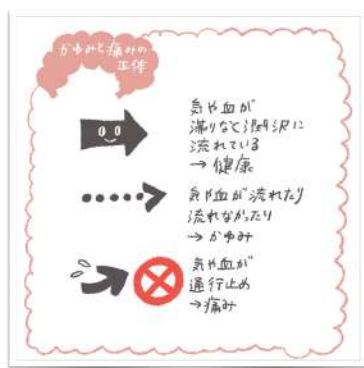 かゆみと痛みの
正体
気や血が
滞りなく潤沢に
流れている
→ 健康
気や血が流れたり
流れなかったり
→ かゆみ
気や血が
通行止め
→痛み